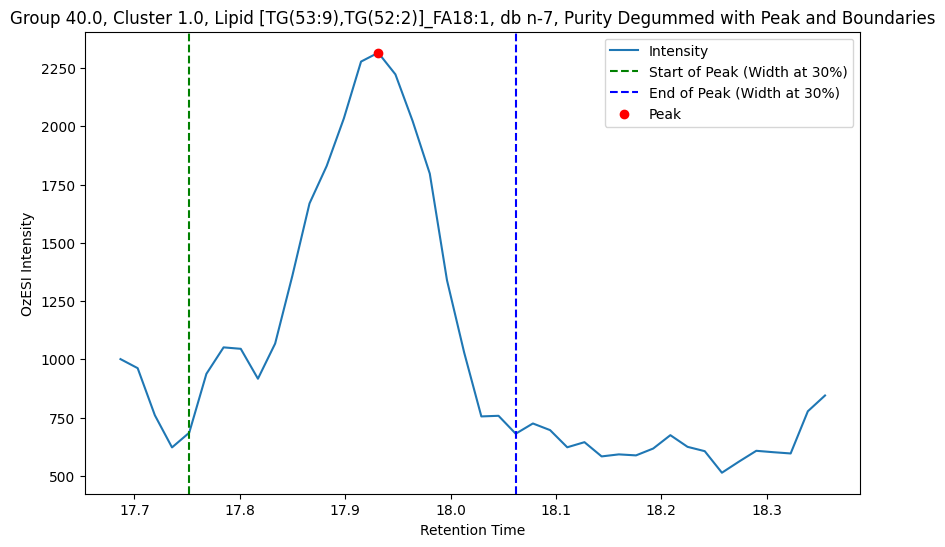 Group 40.0, Cluster 1.0, Lipid [TG(53:9),TG(52:2)]_FA18:1, db n-7, Purity Degummed with Peak and Boundaries
Intensity
Start of Peak (Width at 30%)
End of Peak (Width at 30%)
Peak
OzESI Intensity
2250
2000
1750
1500
1250
1000
750
500
17.7 17.8 17.9 18.0 18.1 18.2 18.3
Retention Time